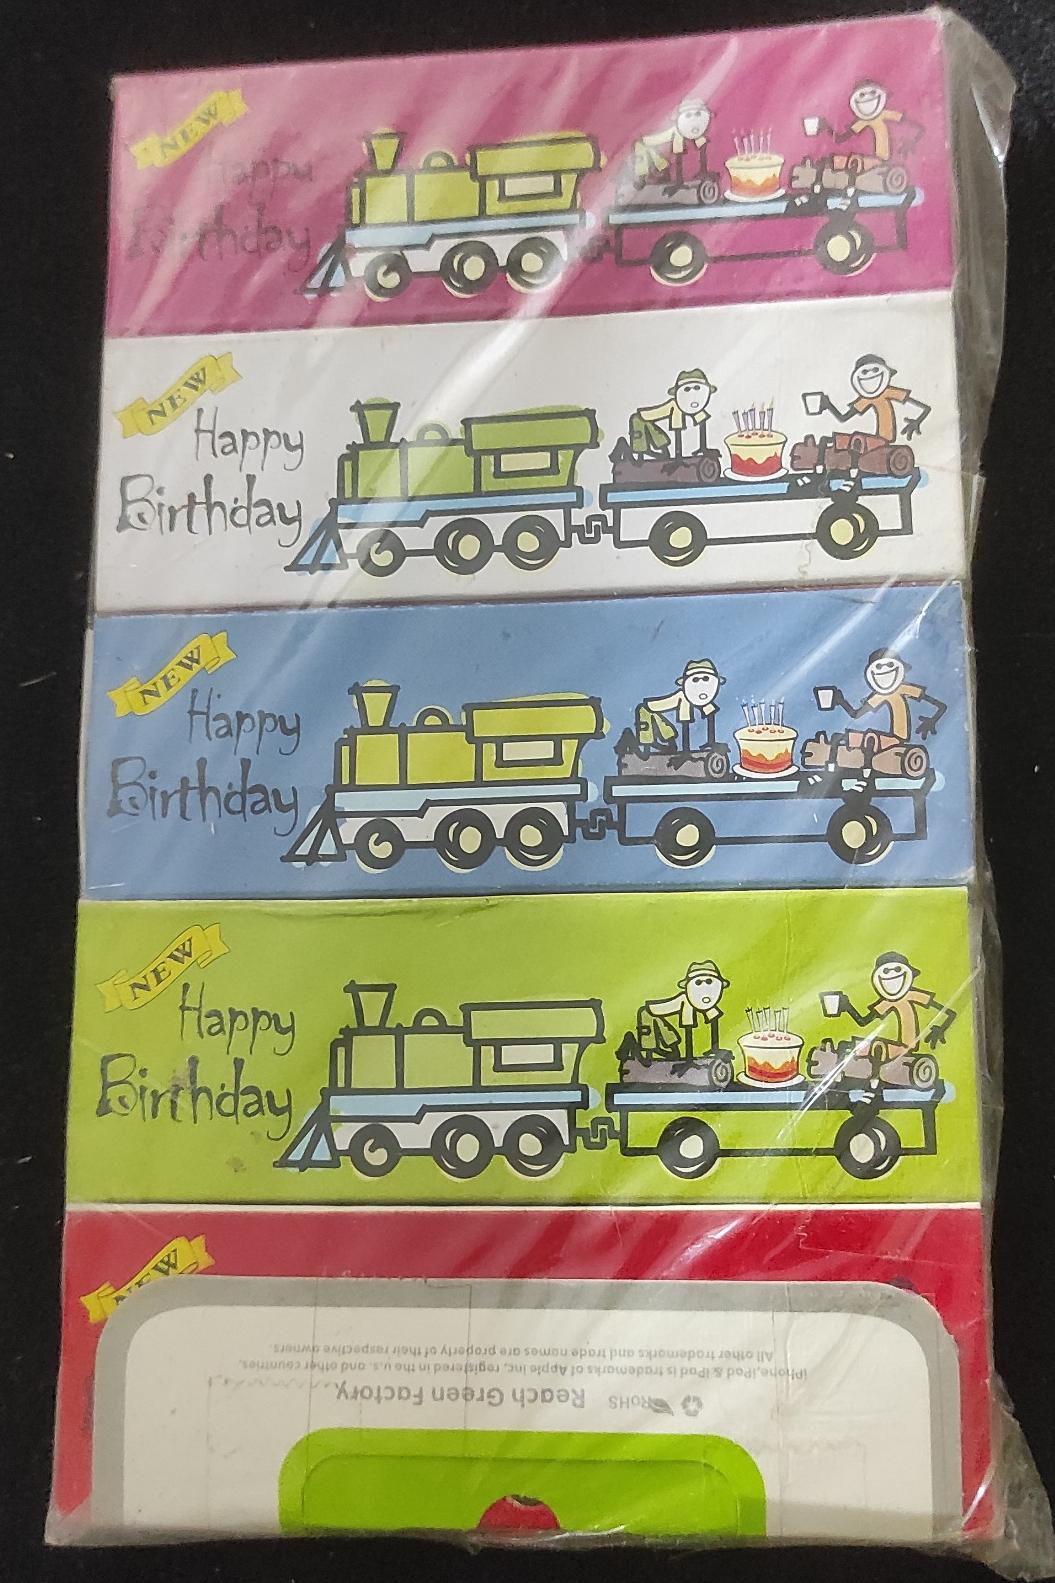 NEW
Happy
Birthday
NEW
Happy
Birthday
NEW
Happy
Birthday
NEW
Happy
Birthday
NEW
Reach Green Factory. RoHS
iPhone,iPod & iPad is trademarks of Apple inc, registered in the u.s. and other countries.
All other trademarks and trade names are property of their respective owners.